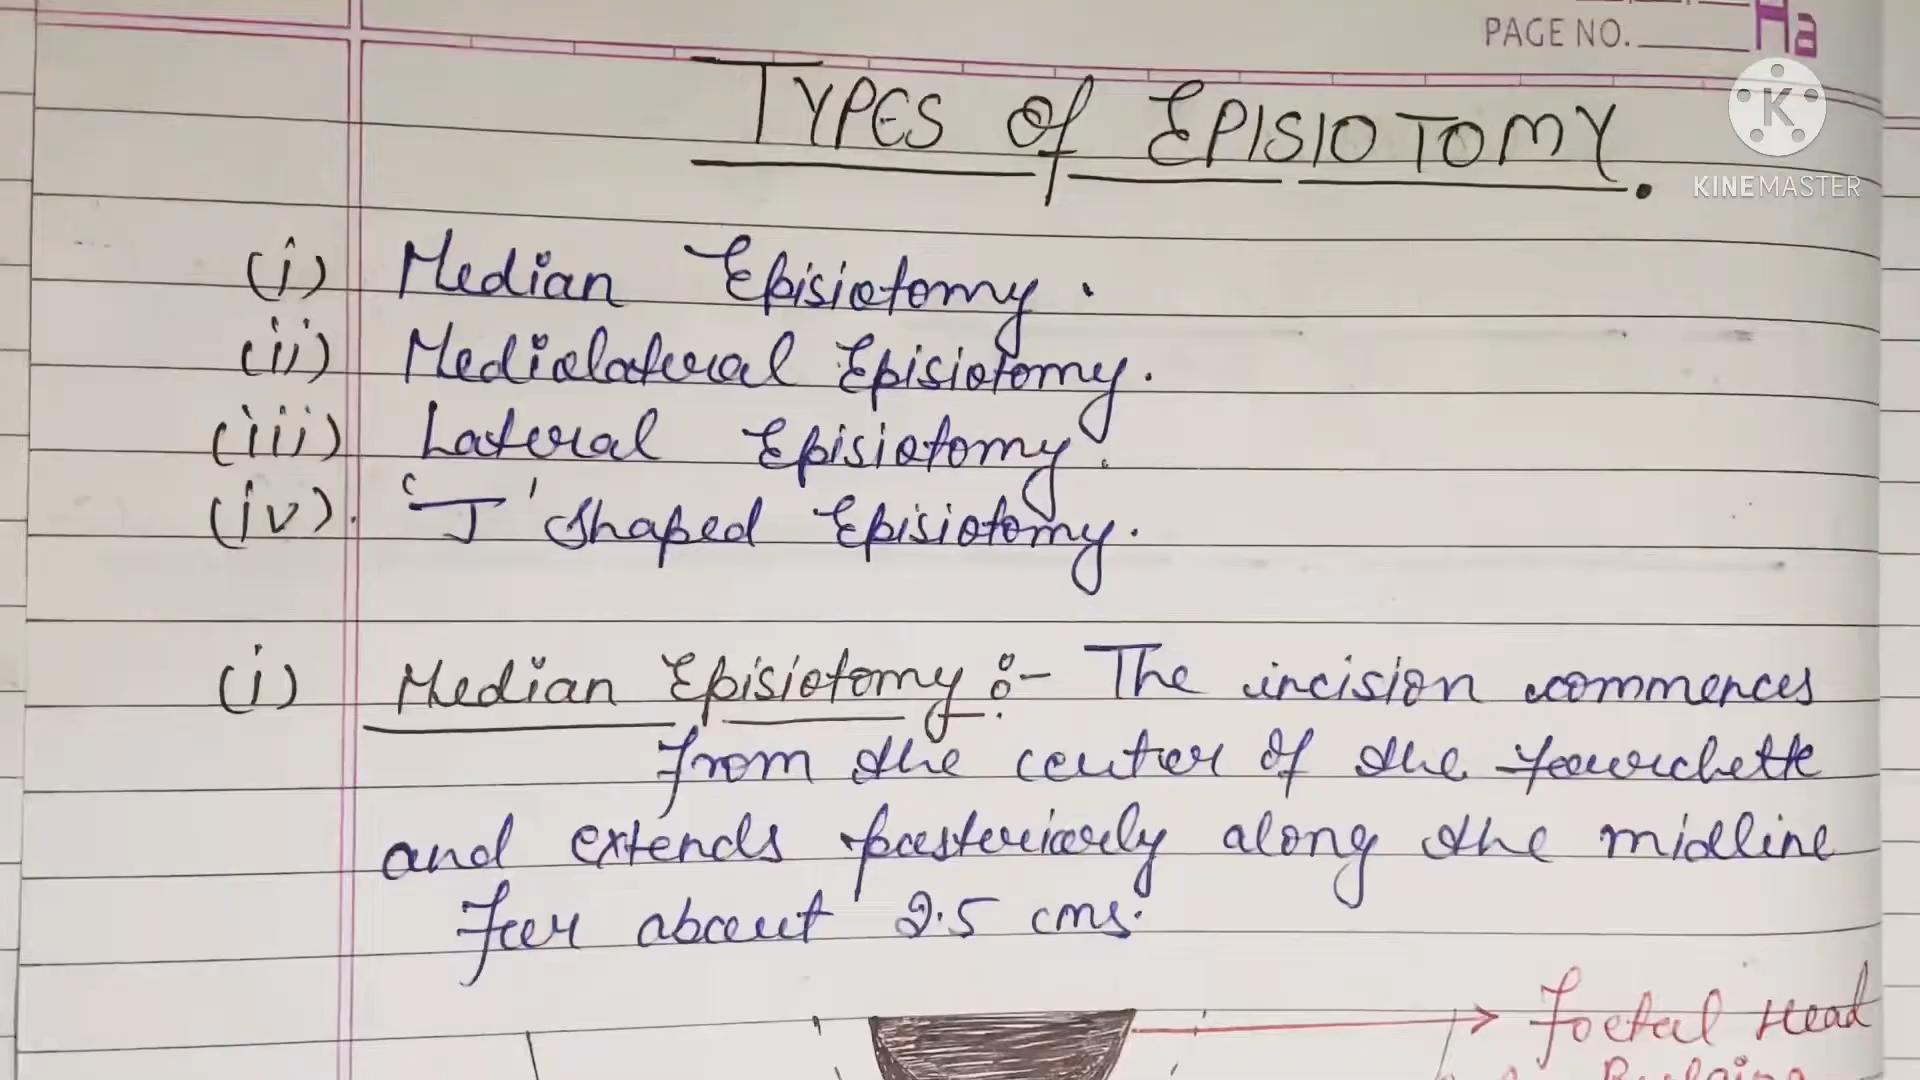 PAGE NO.
Ha
K
KINEMASTER
TYPES of EPISIOTOMY.
(i) Median Episiotomy.
(ii) Mediolateral Episiotomy.
(iii) Lateral Episiotomy.
(iv). 'J' shaped Episiotomy.
(i) Median Episiotomy :- The incision commences
from the center of the fourchette
and extends posteriorly along the midline
for about 2.5 cms.
Foetal Head